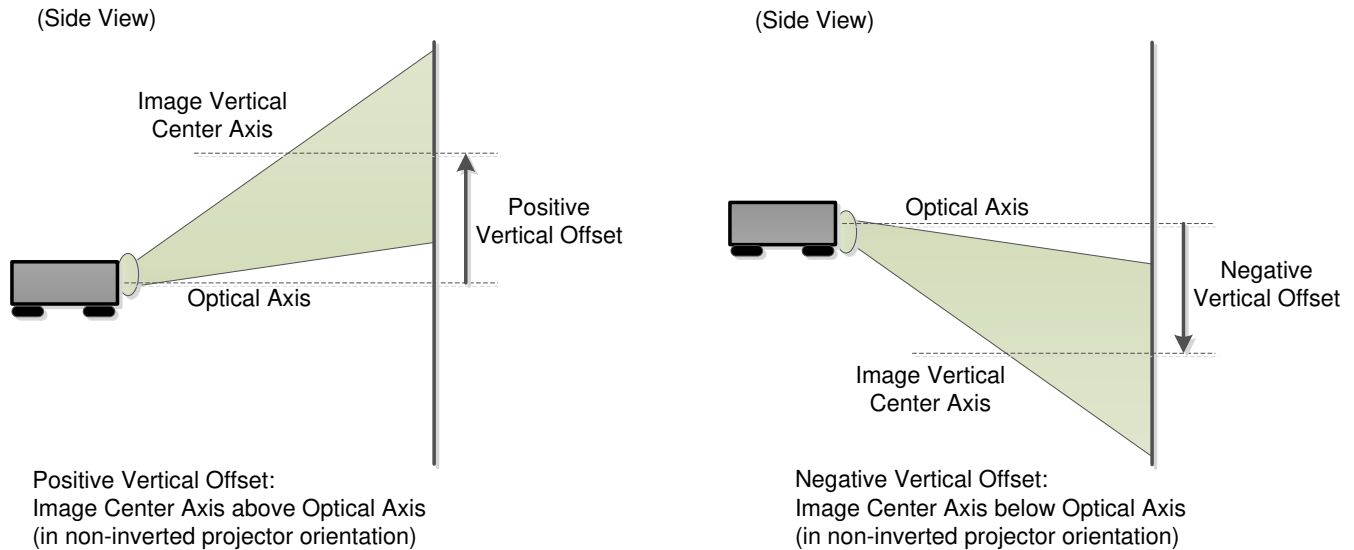 (Side View)
Image Vertical
Center Axis
Positive
Vertical Offset
Optical Axis
Positive Vertical Offset:
Image Center Axis above Optical Axis
(in non-inverted projector orientation)
(Side View)
Optical Axis
Negative
Vertical Offset
Image Vertical
Center Axis
Negative Vertical Offset:
Image Center Axis below Optical Axis
(in non-inverted projector orientation)